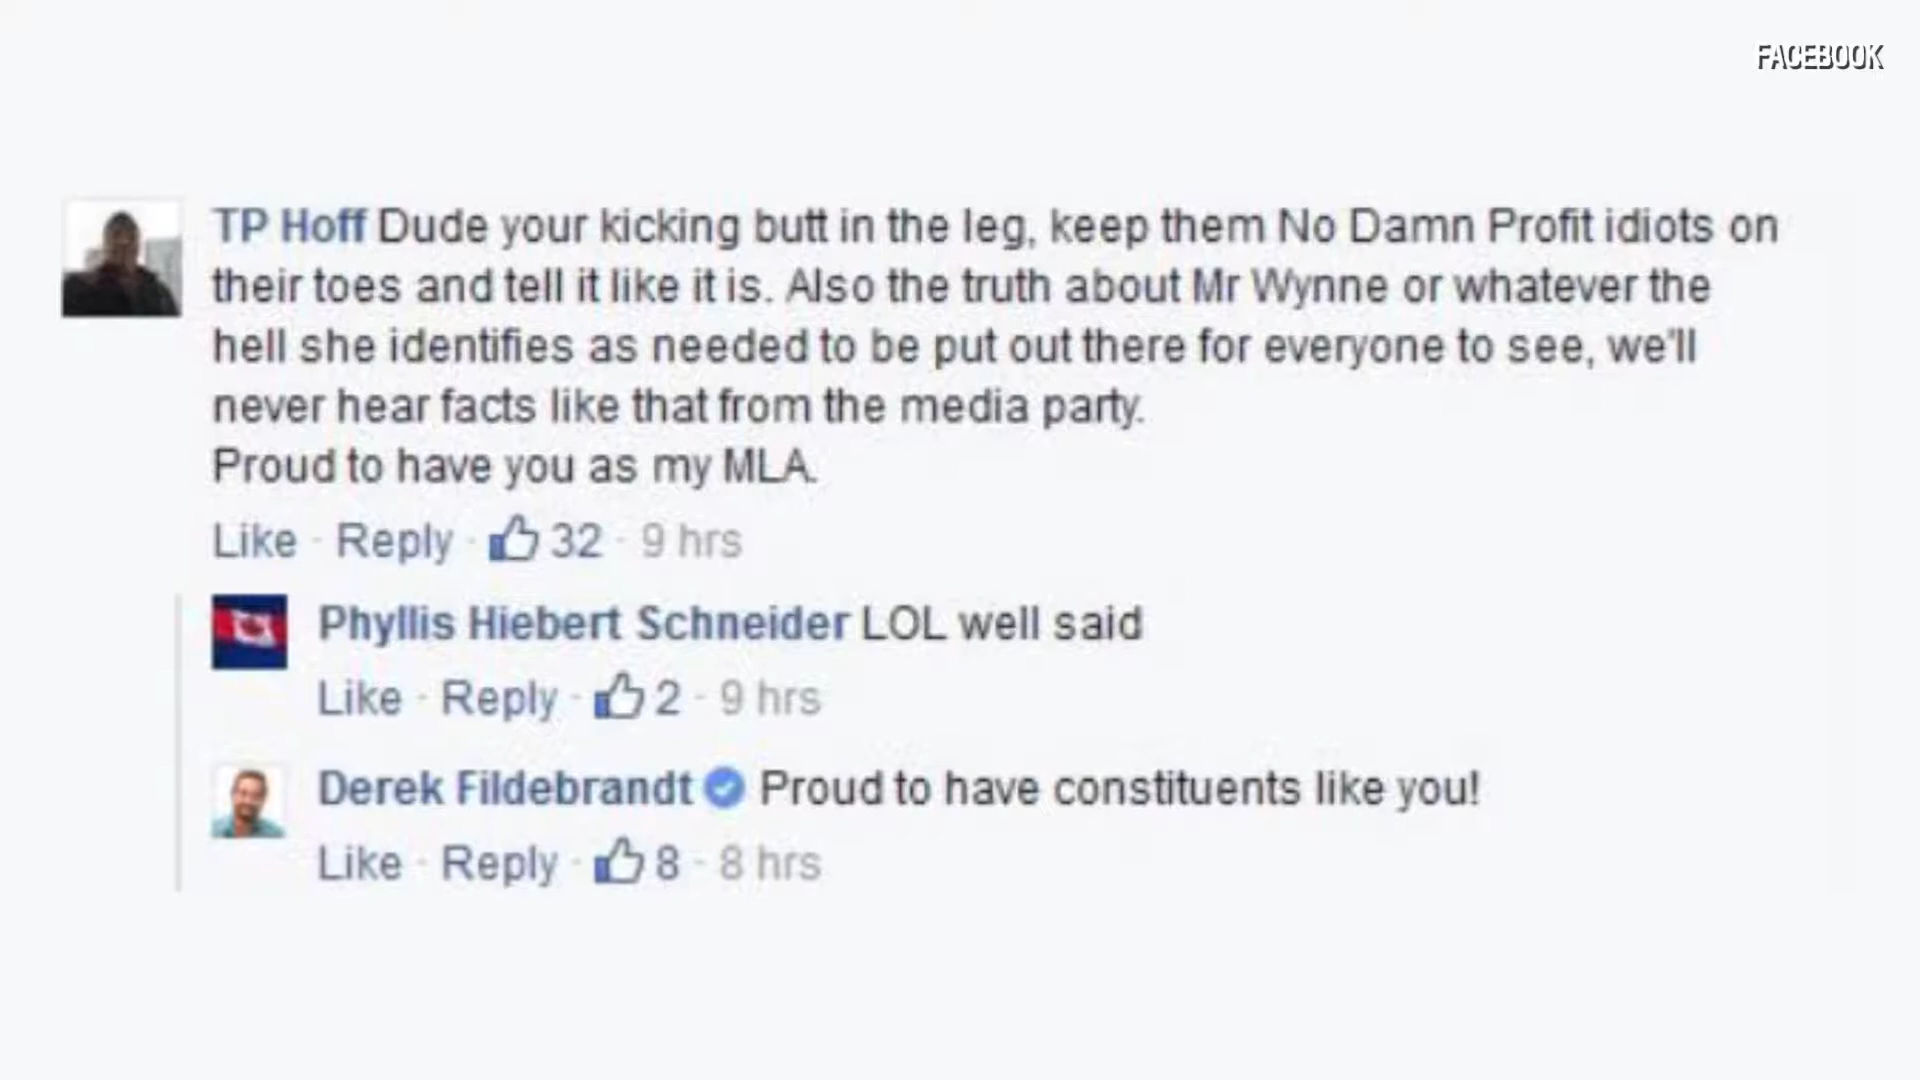 FACEBOOK
TP Hoff Dude your kicking butt in the leg, keep them No Damn Profit idiots on
their toes and tell it like it is. Also the truth about Mr Wynne or whatever the
hell she identifies as needed to be put out there for everyone to see, we'll
never hear facts like that from the media party.
Proud to have you as my MLA.
Like · Reply · 32 · 9 hrs
Phyllis Hiebert Schneider LOL well said
Like · Reply · 2 · 9 hrs
Derek Fildebrandt Proud to have constituents like you!
Like · Reply · 8 · 8 hrs